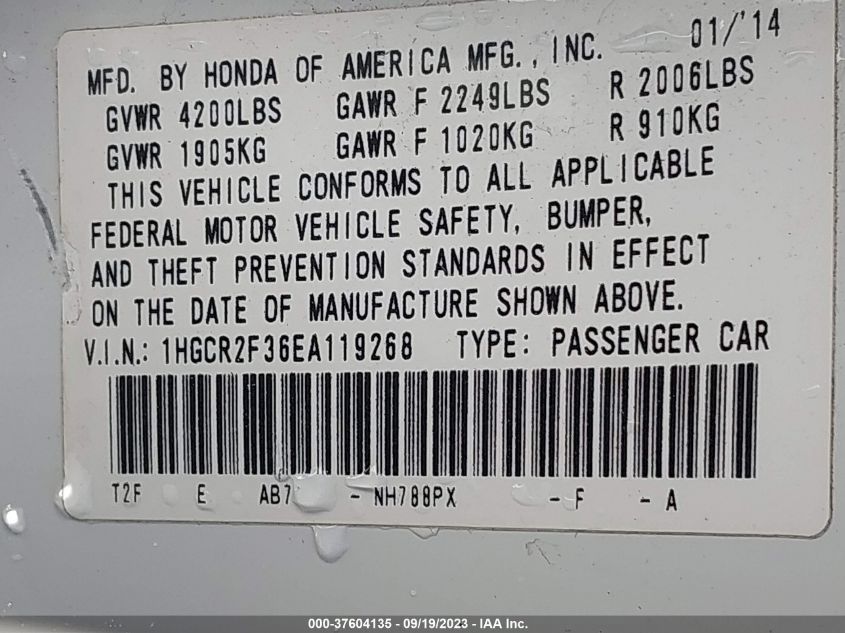 MFD. BY HONDA OF AMERICA MFG., INC. 01/'14
GVWR 4200LBS GAWR F 2249LBS R 2006LBS
GVWR 1905KG GAWR F 1020KG R 910KG
THIS VEHICLE CONFORMS TO ALL APPLICABLE
FEDERAL MOTOR VEHICLE SAFETY, BUMPER,
AND THEFT PREVENTION STANDARDS IN EFFECT
ON THE DATE OF MANUFACTURE SHOWN ABOVE.
V.I.N.: 1HGCR2F36EA119268 TYPE: PASSENGER CAR
T2F E AB7 - NH788PX - F - A
000-37604135 - 09/19/2023 - IAA Inc.